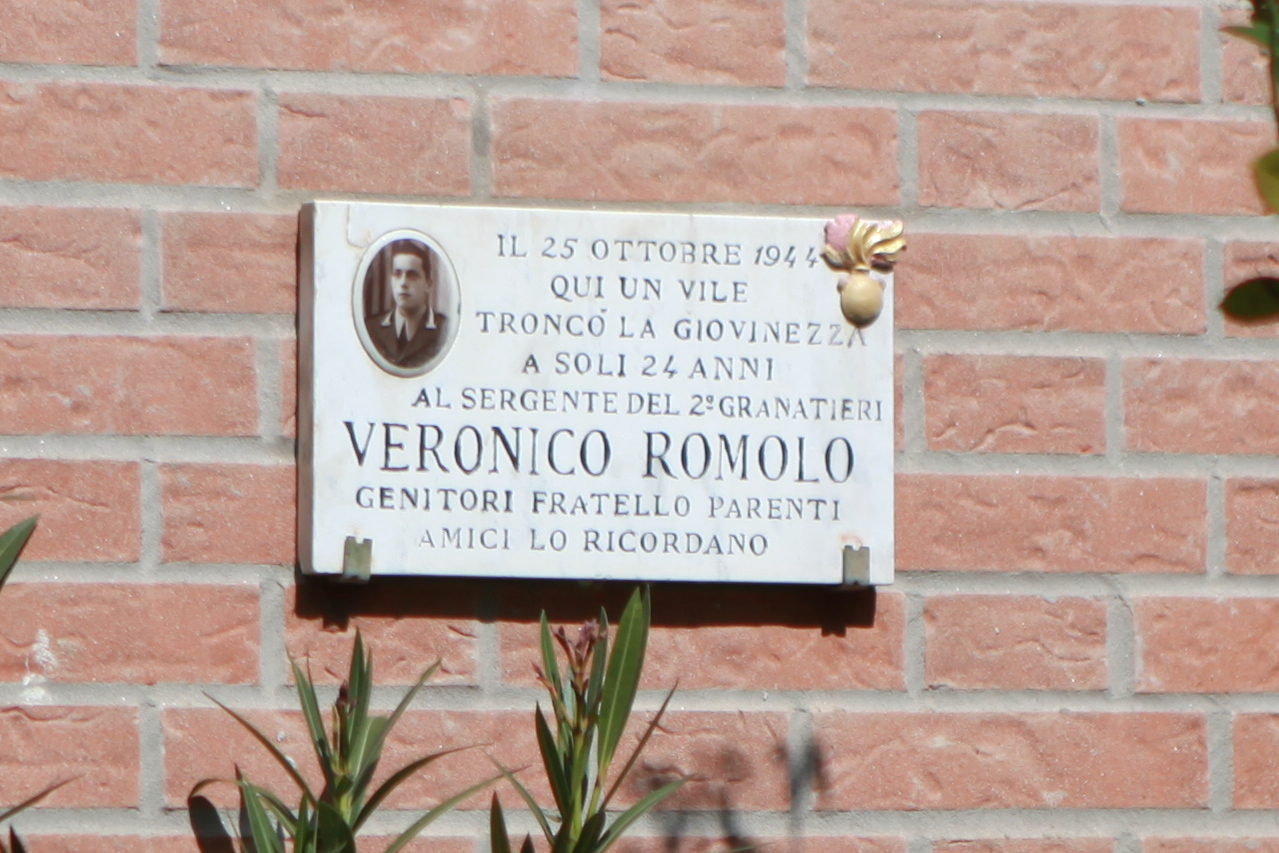 IL 25 OTTOBRE 1944
QUI UN VILE
TRONCÒ LA GIOVINEZZA
A SOLI 24 ANNI
AL SERGENTE DEL 2º GRANATIERI
VERONICO ROMOLO
GENITORI FRATELLO PARENTI
AMICI LO RICORDANO